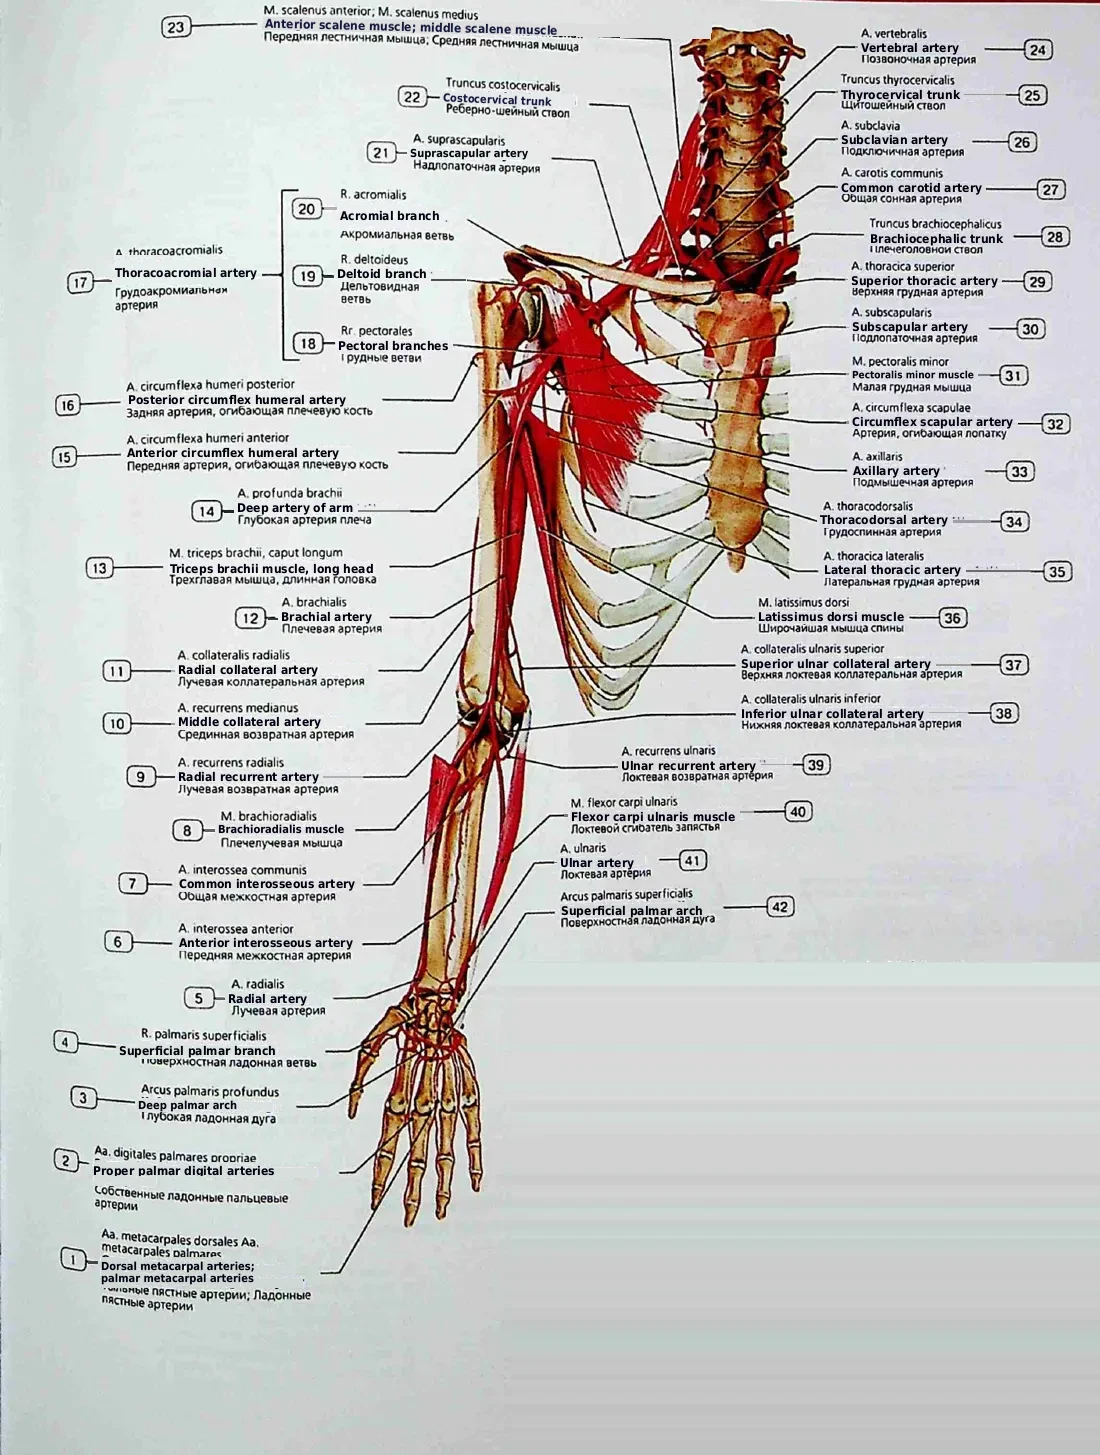 23
M. scalenus anterior; M. scalenus medius
Anterior scalene muscle; middle scalene muscle
Передняя лестничная мышца; Средняя лестничная мышца
22
Truncus costocervicalis
Costocervical trunk
Реберно-шейный ствол
21
A. suprascapularis
Suprascapular artery
Надлопаточная артерия
20
R. acromialis
Acromial branch
Акромиальная ветвь
17
A. thoracoacromialis
Thoracoacromial artery
Грудоакромиальная
артерия
19
R. deltoideus
Deltoid branch
Дельтовидная
ветвь
18
Rr. pectorales
Pectoral branches
Грудные ветви
16
A. circumflexa humeri posterior
Posterior circumflex humeral artery
Задняя артерия, огибающая плечевую кость
15
A. circumflexa humeri anterior
Anterior circumflex humeral artery
Передняя артерия, огибающая плечевую кость
14
A. profunda brachii
Deep artery of arm
Глубокая артерия плеча
13
M. triceps brachii, caput longum
Triceps brachii muscle, long head
Трехглавая мышца, длинная головка
12
A. brachialis
Brachial artery
Плечевая артерия
11
A. collateralis radialis
Radial collateral artery
Лучевая коллатеральная артерия
10
A. recurrens medianus
Middle collateral artery
Срединная возвратная артерия
9
A. recurrens radialis
Radial recurrent artery
Лучевая возвратная артерия
8
M. brachioradialis
Brachioradialis muscle
Плечелучевая мышца
7
A. interossea communis
Common interosseous artery
Общая межкостная артерия
6
A. interossea anterior
Anterior interosseous artery
Передняя межкостная артерия
5
A. radialis
Radial artery
Лучевая артерия
4
R. palmaris superficialis
Superficial palmar branch
Поверхностная ладонная ветвь
3
Arcus palmaris profundus
Deep palmar arch
Глубокая ладонная дуга
2
Aa. digitales palmares propriae
Proper palmar digital arteries
Собственные ладонные пальцевые
артерии
1
Aa. metacarpales dorsales Aa.
metacarpales palmares
Dorsal metacarpal arteries;
palmar metacarpal arteries
пястные артерии; Ладонные
пястные артерии
24
A. vertebralis
Vertebral artery
Позвоночная артерия
25
Truncus thyrocervicalis
Thyrocervical trunk
Щитошейный ствол
26
A. subclavia
Subclavian artery
Подключичная артерия
27
A. carotis communis
Common carotid artery
Общая сонная артерия
28
Truncus brachiocephalicus
Brachiocephalic trunk
Плечеголовной ствол
29
A. thoracica superior
Superior thoracic artery
Верхняя грудная артерия
30
A. subscapularis
Subscapular artery
Подлопаточная артерия
31
M. pectoralis minor
Pectoralis minor muscle
Малая грудная мышца
32
A. circumflexa scapulae
Circumflex scapular artery
Артерия, огибающая лопатку
33
A. axillaris
Axillary artery
Подмышечная артерия
34
A. thoracodorsalis
Thoracodorsal artery
Грудоспинная артерия
35
A. thoracica lateralis
Lateral thoracic artery
Латеральная грудная артерия
36
M. latissimus dorsi
Latissimus dorsi muscle
Широчайшая мышца спины
37
A. collateralis ulnaris superior
Superior ulnar collateral artery
Верхняя локтевая коллатеральная артерия
38
A. collateralis ulnaris inferior
Inferior ulnar collateral artery
Нижняя локтевая коллатеральная артерия
39
A. recurrens ulnaris
Ulnar recurrent artery
Локтевая возвратная артерия
40
M. flexor carpi ulnaris
Flexor carpi ulnaris muscle
Локтевой сгибатель запястья
41
A. ulnaris
Ulnar artery
Локтевая артерия
42
Arcus palmaris superficialis
Superficial palmar arch
Поверхностная ладонная дуга